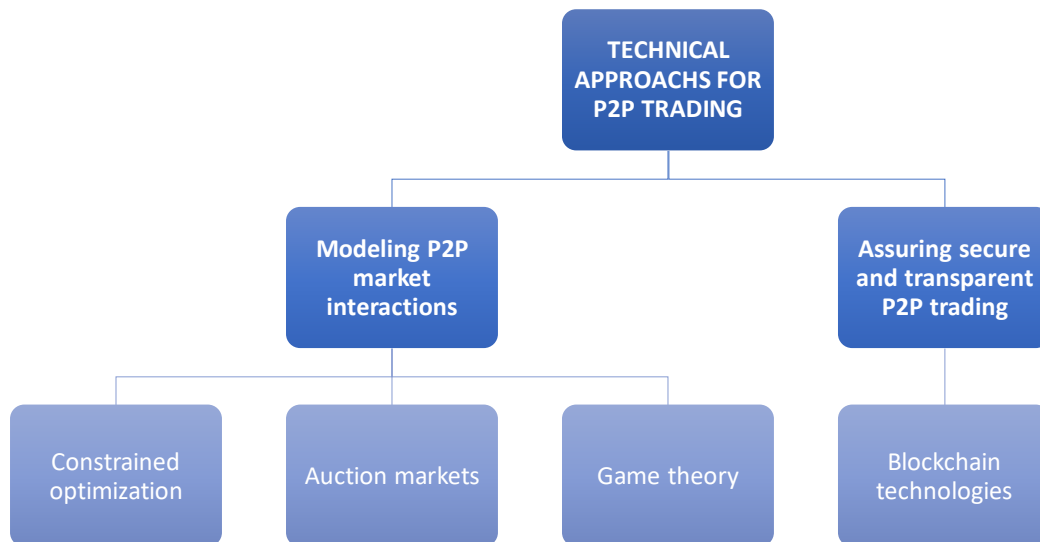 TECHNICAL
APPROACHS FOR
P2P TRADING
Modeling P2P
market
interactions
Assuring secure
and transparent
P2P trading
Constrained
optimization
Auction markets
Game theory
Blockchain
technologies